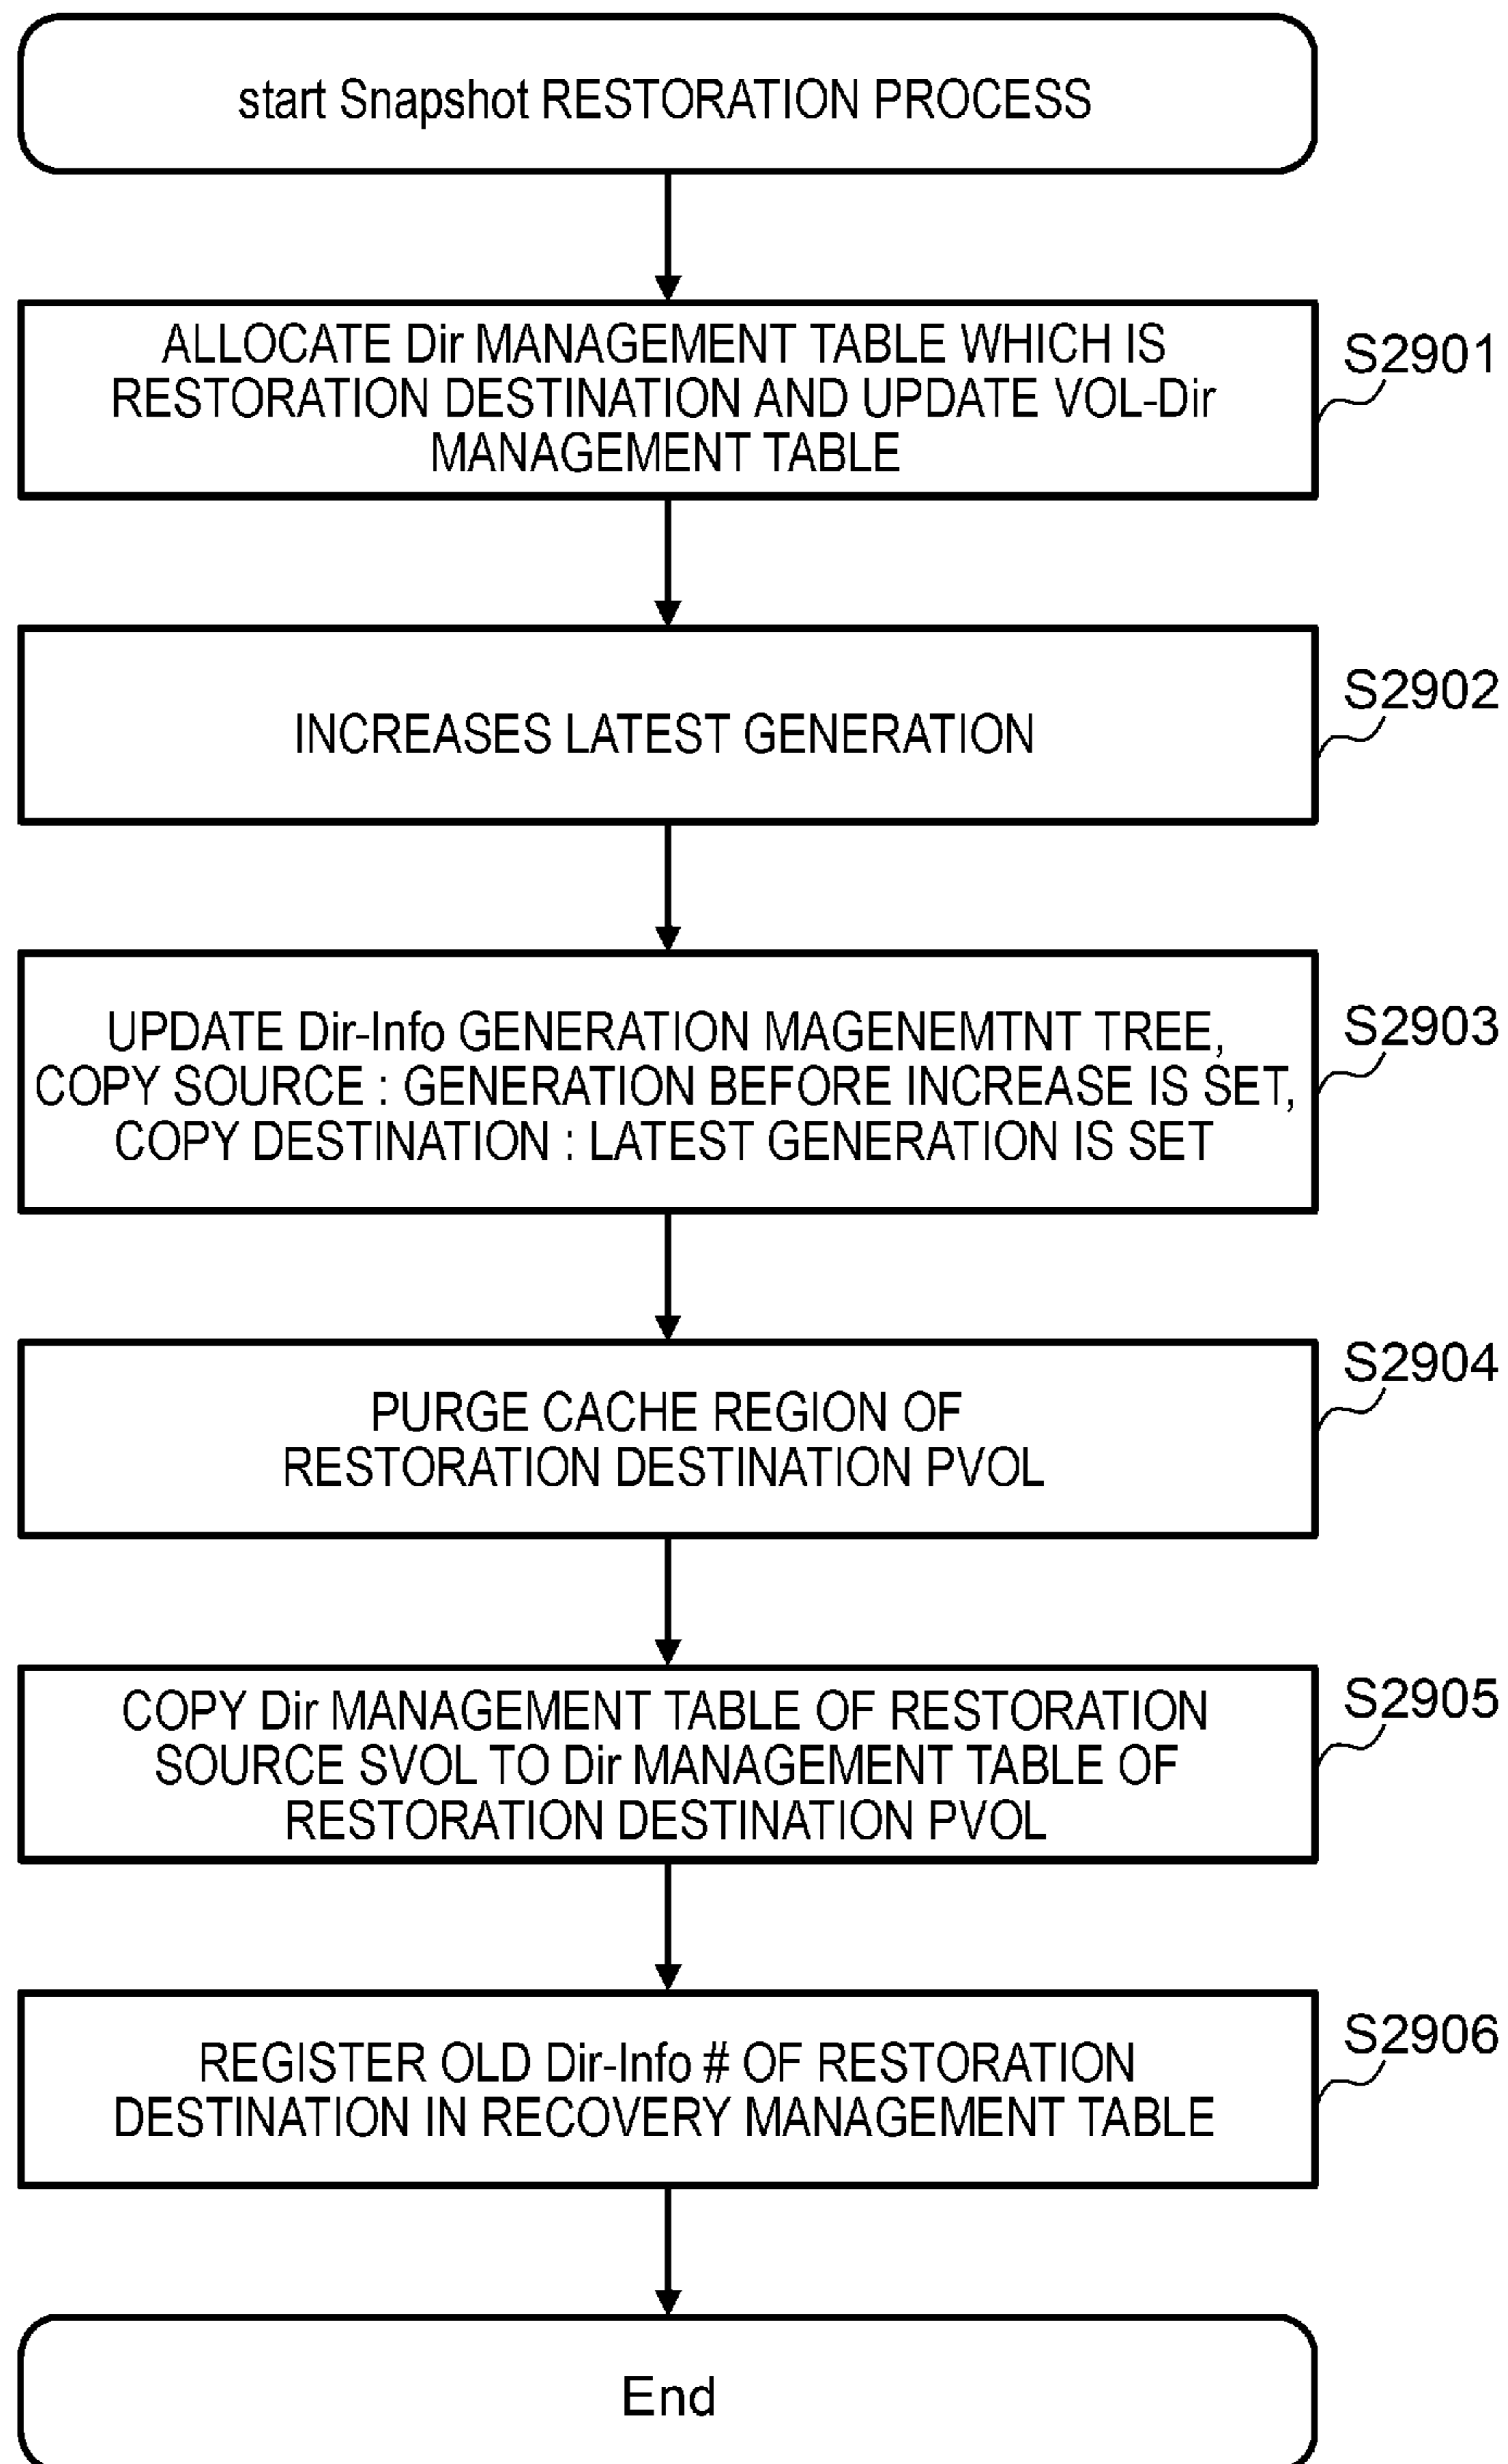 start Snapshot RESTORATION PROCESS
ALLOCATE Dir MANAGEMENT TABLE WHICH IS
RESTORATION DESTINATION AND UPDATE VOL-Dir
MANAGEMENT TABLE
S2901
INCREASES LATEST GENERATION
S2902
UPDATE Dir-Info GENERATION MAGENEMTNT TREE,
COPY SOURCE : GENERATION BEFORE INCREASE IS SET,
COPY DESTINATION : LATEST GENERATION IS SET
S2903
PURGE CACHE REGION OF
RESTORATION DESTINATION PVOL
S2904
COPY Dir MANAGEMENT TABLE OF RESTORATION
SOURCE SVOL TO Dir MANAGEMENT TABLE OF
RESTORATION DESTINATION PVOL
S2905
REGISTER OLD Dir-Info # OF RESTORATION
DESTINATION IN RECOVERY MANAGEMENT TABLE
S2906
End